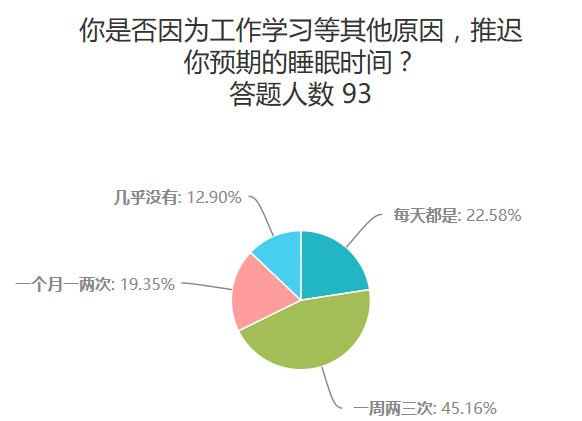 你是否因为工作学习等其他原因，推迟
你预期的睡眠时间？
答题人数 93
几乎没有: 12.90%
每天都是: 22.58%
一个月一两次: 19.35%
一周两三次: 45.16%